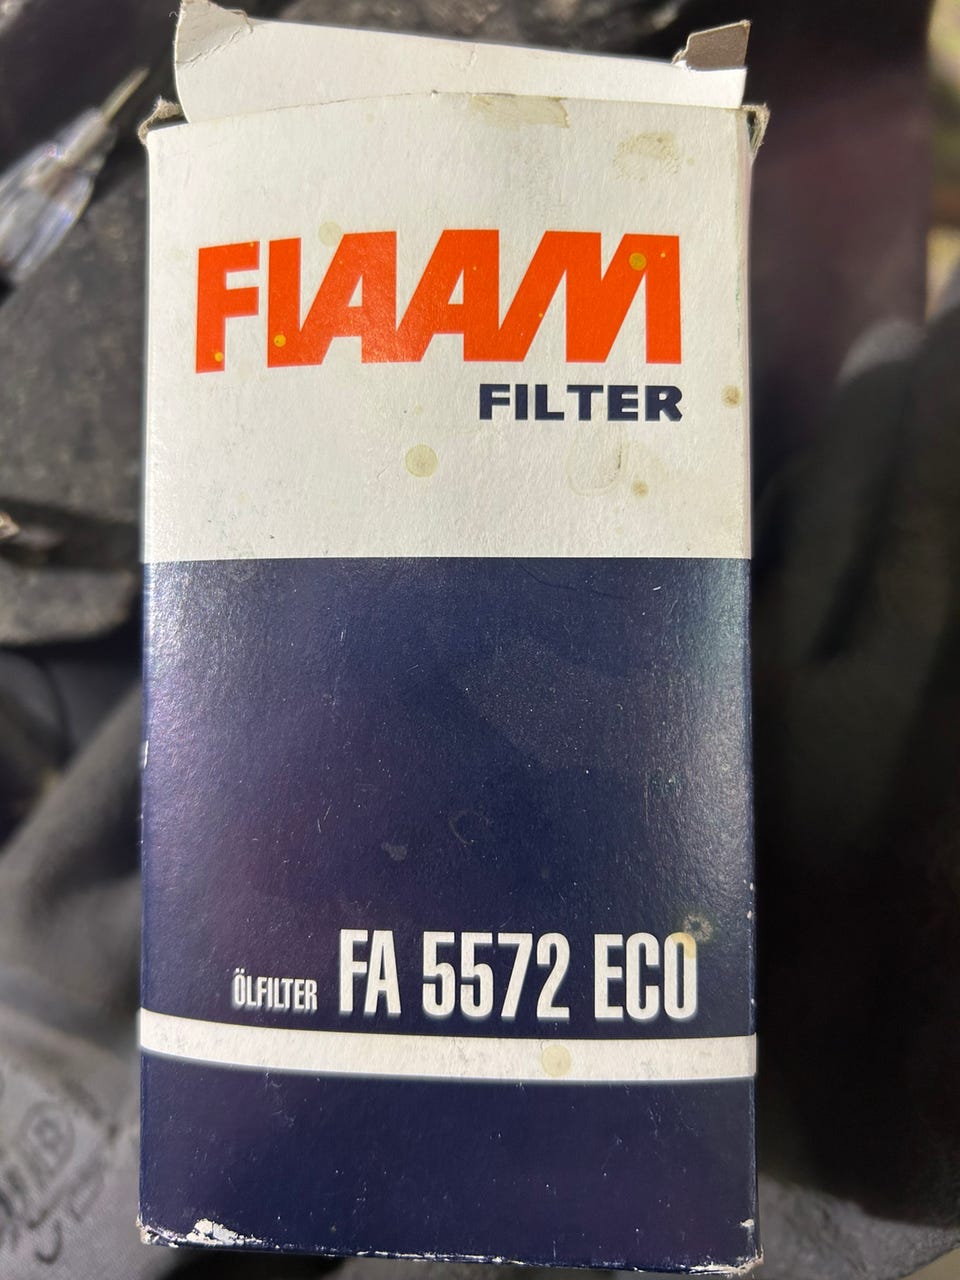 FIAAM
FILTER
ÖLFILTER FA 5572 ECO